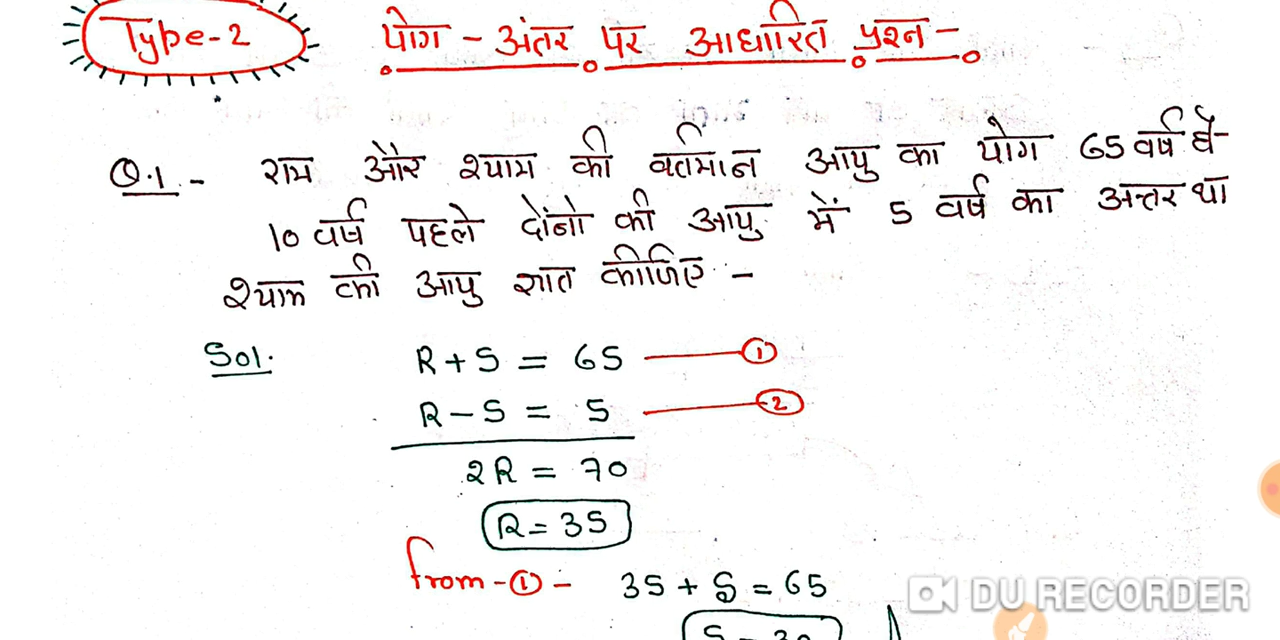 Type-2
योग - अंतर पर आधारित प्रश्न -
Q.1 - राम और श्याम की वर्तमान आयु का योग 65 वर्ष है-
10 वर्ष पहले दोंनो की आयु में 5 वर्ष का अन्तर था
श्याम की आयु ज्ञात कीजिए -
Sol. R + S = 65 ①
R - S = 5 ②
2R = 70
R = 35
from - ① - 35 + S = 65
S = 30
DU RECORDER